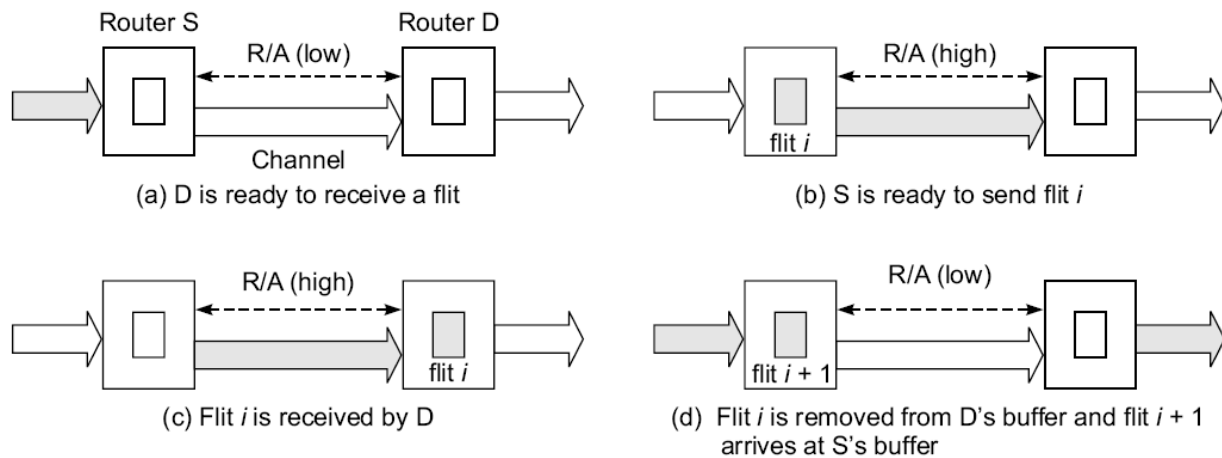 Router S
Router D
R/A (low)
Channel
(a) D is ready to receive a flit
R/A (high)
flit i
(b) S is ready to send flit i
R/A (high)
flit i
(c) Flit i is received by D
R/A (low)
flit i + 1
(d) Flit i is removed from D's buffer and flit i + 1
arrives at S's buffer